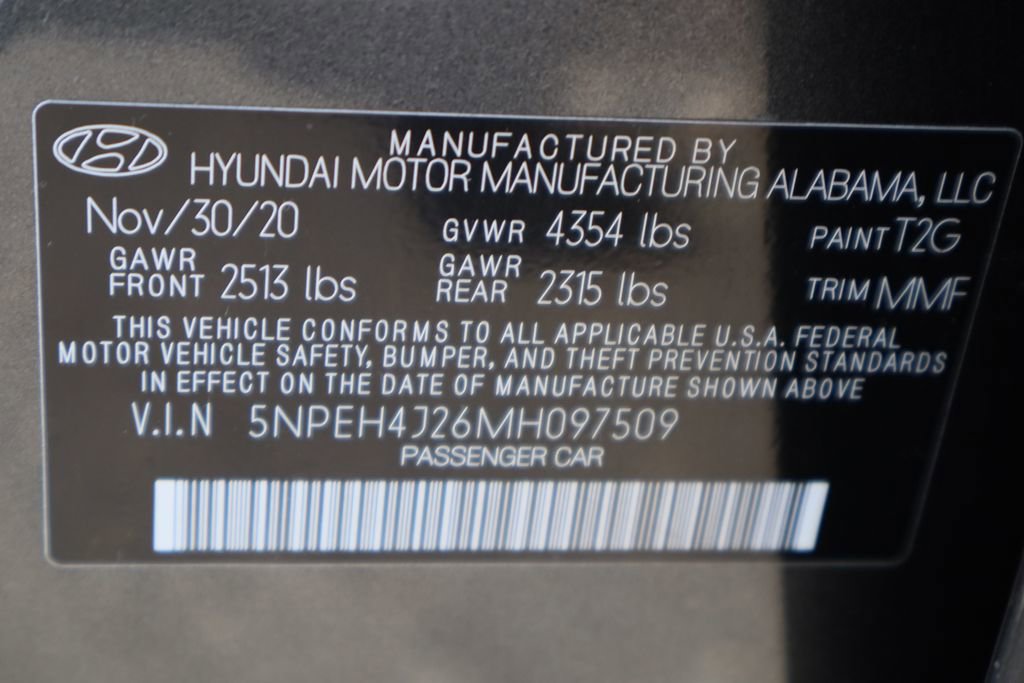 MANUFACTURED BY
HYUNDAI MOTOR MANUFACTURING ALABAMA, LLC
Nov/30/20 GVWR 4354 lbs PAINT T2G
GAWR FRONT 2513 lbs GAWR REAR 2315 lbs TRIM MMF
THIS VEHICLE CONFORMS TO ALL APPLICABLE U.S.A. FEDERAL
MOTOR VEHICLE SAFETY, BUMPER, AND THEFT PREVENTION STANDARDS
IN EFFECT ON THE DATE OF MANUFACTURE SHOWN ABOVE
V.I.N 5NPEH4J26MH097509
PASSENGER CAR